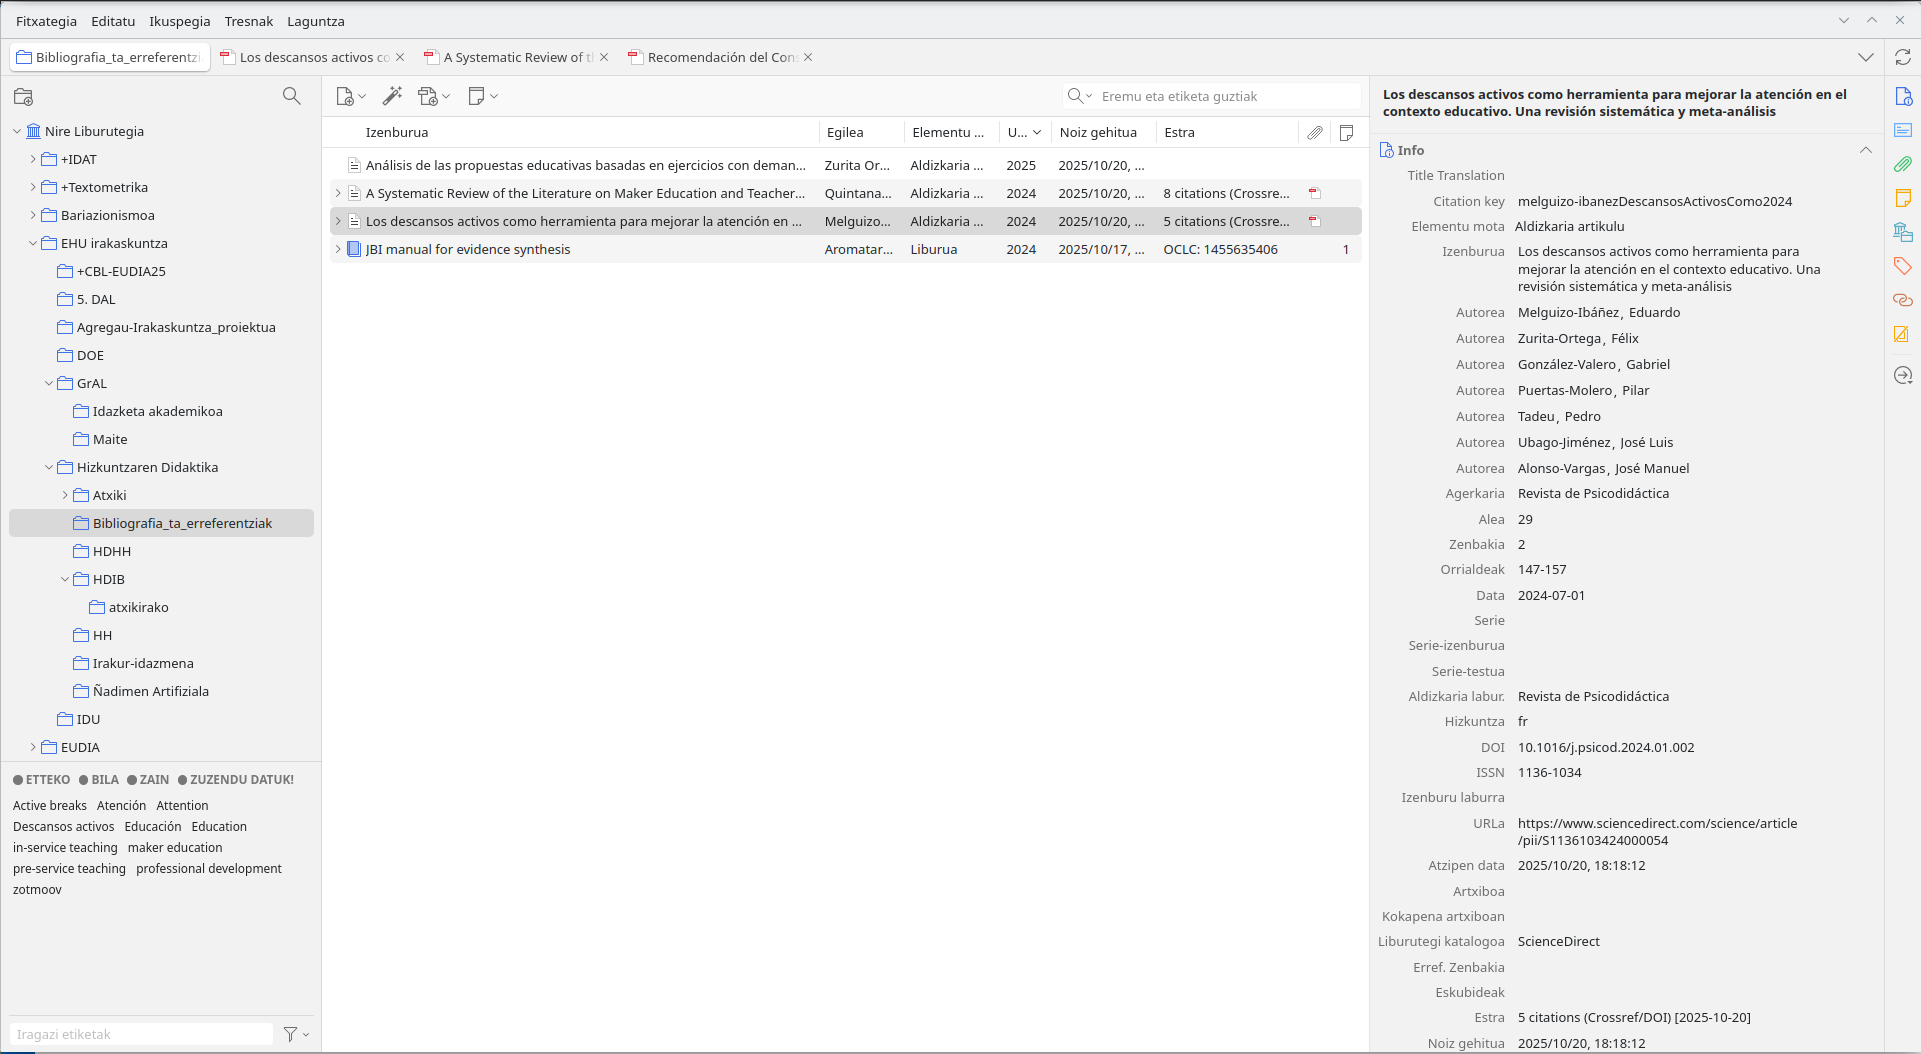 Fitxategia Editatu Ikuspegia Tresnak Laguntza
Bibliografia_ta_erreferentzi Los descansos activos co A Systematic Review of t Recomendación del Con
Nire Liburutegia
+IDAT
+Textometrika
Bariazionismoa
EHU irakaskuntza
+CBL-EUDIA25
5. DAL
Agregau-Irakaskuntza_proiektua
DOE
GrAL
Idazketa akademikoa
Maite
Hizkuntzaren Didaktika
Atxiki
Bibliografia_ta_erreferentziak
HDHH
HDIB
atxikirako
HH
Irakur-idazmena
Ñadimen Artifiziala
IDU
EUDIA
ETTEKO BILA ZAIN ZUZENDU DATUK!
Active breaks Atención Attention
Descansos activos Educación Education
in-service teaching maker education
pre-service teaching professional development
zotmoov
Iragazi etiketak
Eremu eta etiketa guztiak
Izenburua Egilea Elementu ... U... Noiz gehitua Estra
Análisis de las propuestas educativas basadas en ejercicios con deman... Zurita Or... Aldizkaria ... 2025 2025/10/20, ...
A Systematic Review of the Literature on Maker Education and Teacher... Quintana... Aldizkaria ... 2024 2025/10/20, ... 8 citations (Crossre...
Los descansos activos como herramienta para mejorar la atención en ... Melguizo... Aldizkaria ... 2024 2025/10/20, ... 5 citations (Crossre...
JBI manual for evidence synthesis Aromatar... Liburua 2024 2025/10/17, ... OCLC: 1455635406 1
Los descansos activos como herramienta para mejorar la atención en el
contexto educativo. Una revisión sistemática y meta-análisis
Info
Title Translation
Citation key melguizo-ibanezDescansosActivosComo2024
Elementu mota Aldizkaria artikulu
Izenburua Los descansos activos como herramienta para
mejorar la atención en el contexto educativo. Una
revisión sistemática y meta-análisis
Autorea Melguizo-Ibáñez, Eduardo
Autorea Zurita-Ortega, Félix
Autorea González-Valero, Gabriel
Autorea Puertas-Molero, Pilar
Autorea Tadeu, Pedro
Autorea Ubago-Jiménez, José Luis
Autorea Alonso-Vargas, José Manuel
Agerkaria Revista de Psicodidáctica
Alea 29
Zenbakia 2
Orrialdeak 147-157
Data 2024-07-01
Serie
Serie-izenburua
Serie-testua
Aldizkaria labur. Revista de Psicodidáctica
Hizkuntza fr
DOI 10.1016/j.psicod.2024.01.002
ISSN 1136-1034
Izenburu laburra
URLa https://www.sciencedirect.com/science/article
/pii/S1136103424000054
Atzipen data 2025/10/20, 18:18:12
Artxiboa
Kokapena artxiboan
Liburutegi katalogoa ScienceDirect
Erref. Zenbakia
Eskubideak
Estra 5 citations (Crossref/DOI) [2025-10-20]
Noiz gehitua 2025/10/20, 18:18:12